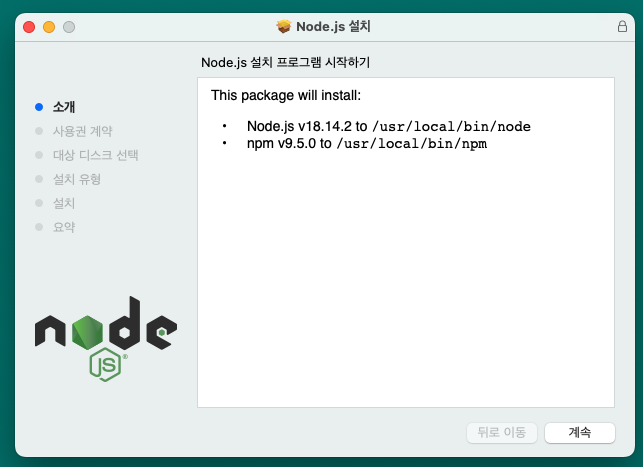 Node.js 설치
Node.js 설치 프로그램 시작하기
소개
사용권 계약
대상 디스크 선택
설치 유형
설치
요약
This package will install:
• Node.js v18.14.2 to /usr/local/bin/node
• npm v9.5.0 to /usr/local/bin/npm
node
JS®
뒤로 이동
계속